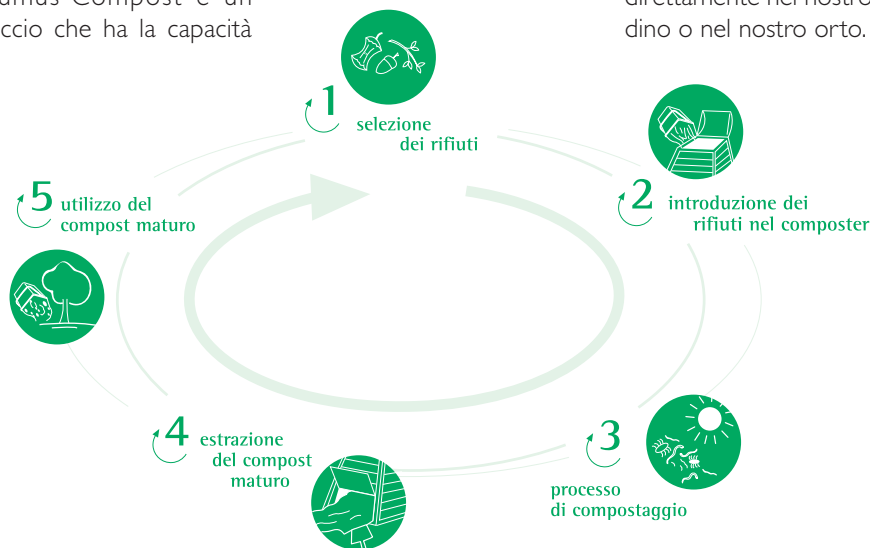 ccio che ha la capacità
dino o nel nostro orto.
1
selezione
dei rifiuti
2
introduzione dei
rifiuti nel composter
3
processo
di compostaggio
4
estrazione
del compost
maturo
5
utilizzo del
compost maturo